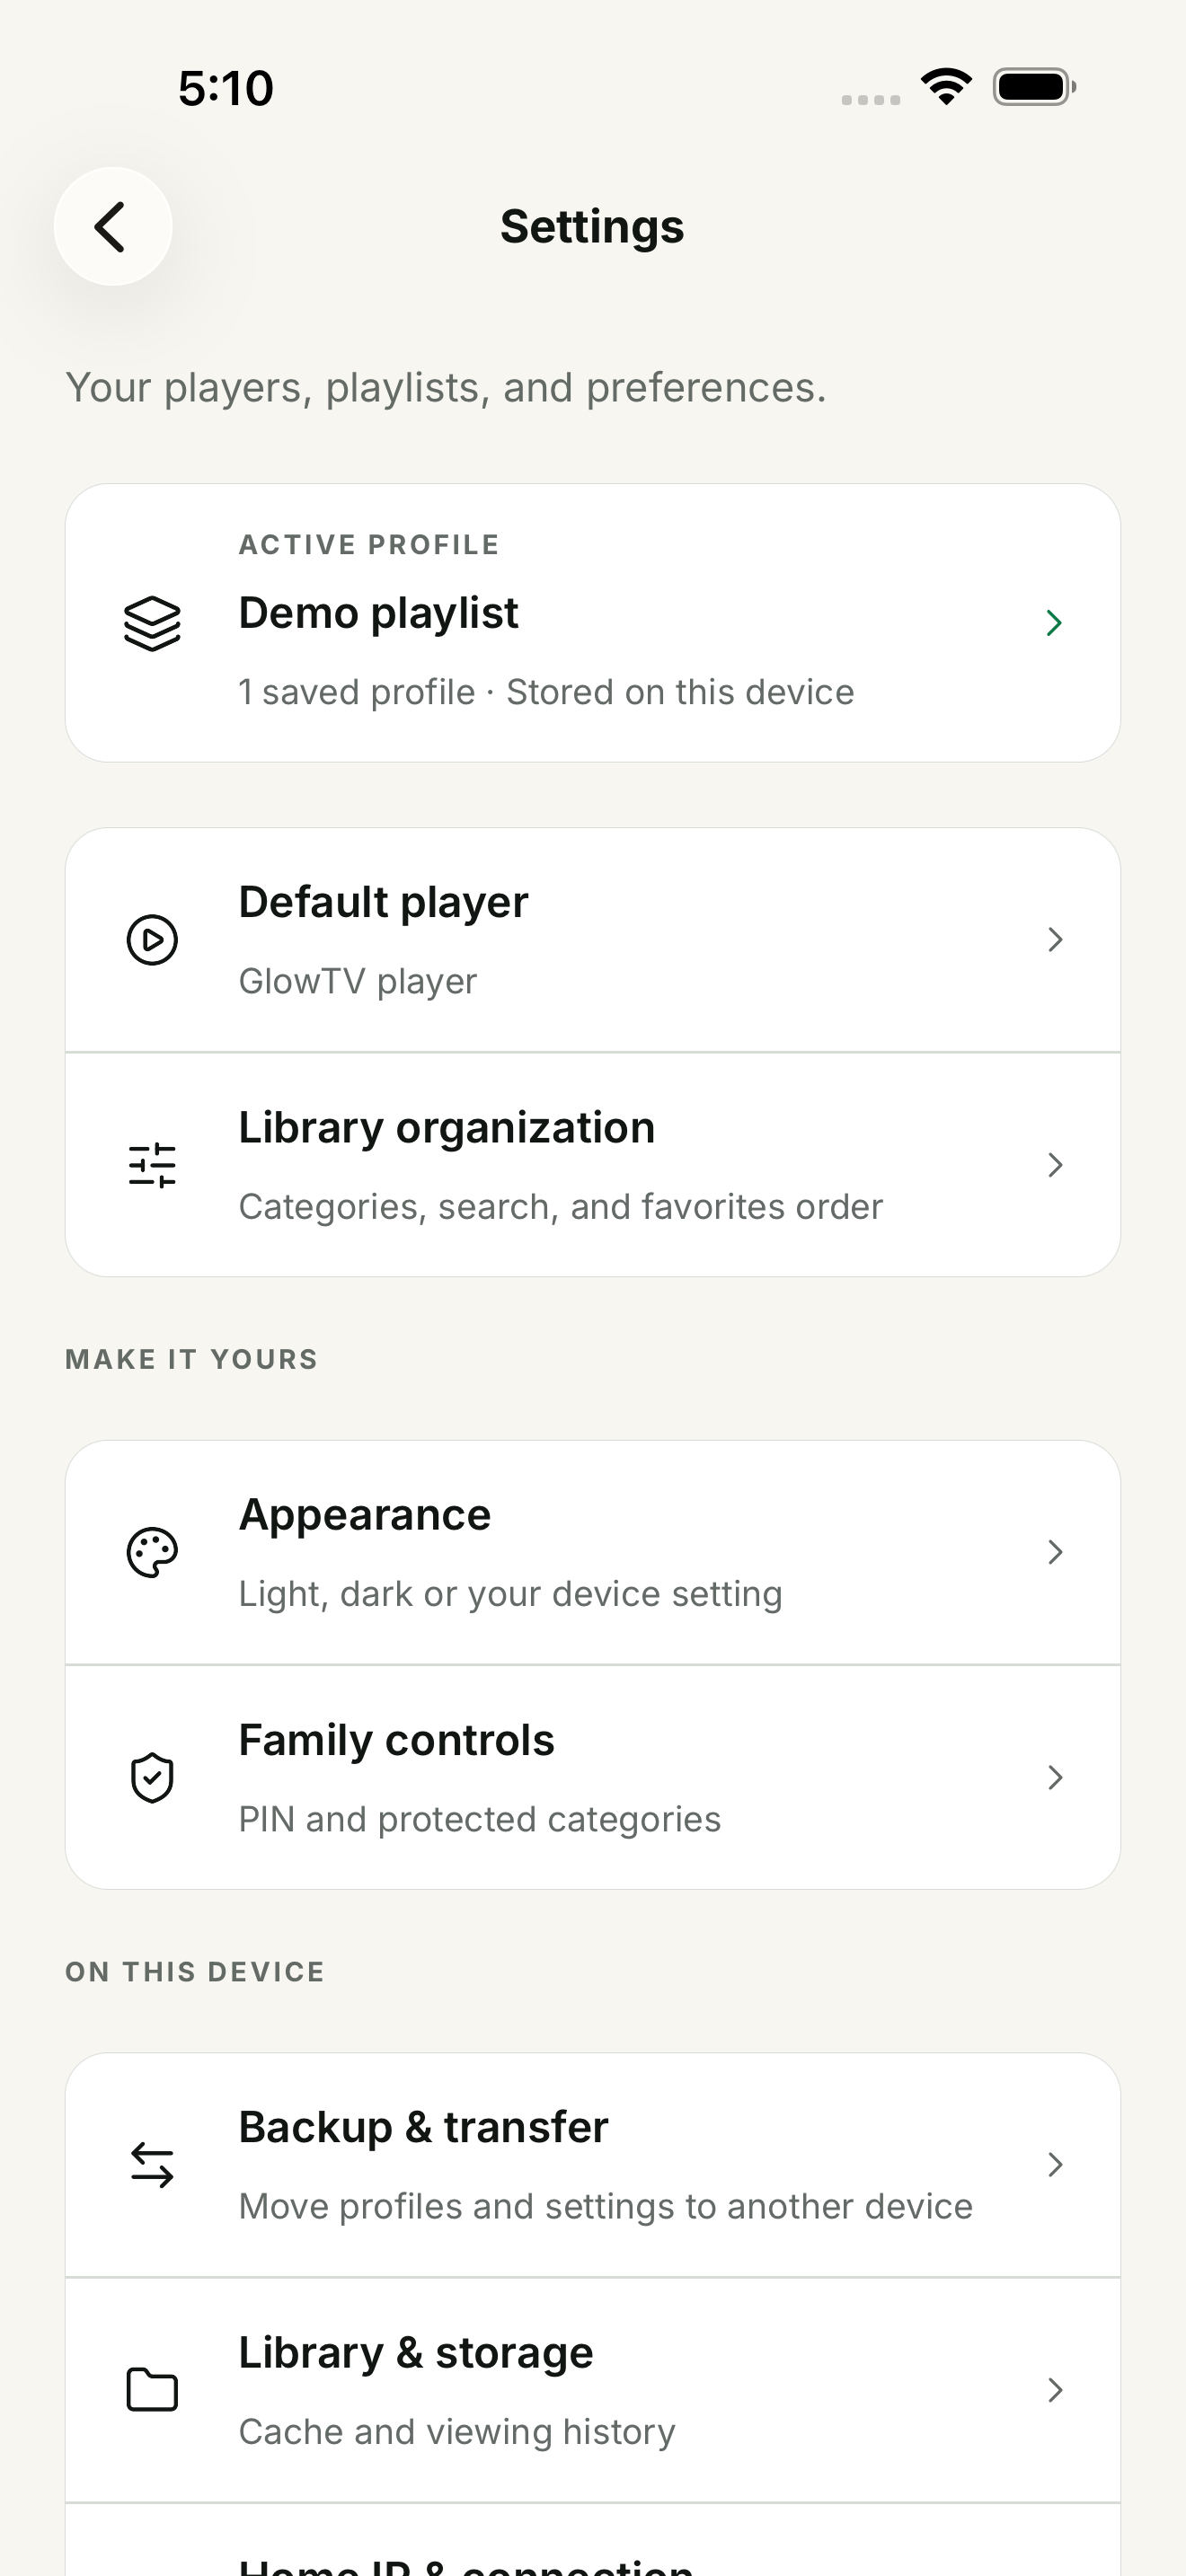 5:10
Settings
Your players, playlists, and preferences.
ACTIVE PROFILE
Demo playlist
1 saved profile · Stored on this device
Default player
GlowTV player
Library organization
Categories, search, and favorites order
MAKE IT YOURS
Appearance
Light, dark or your device setting
Family controls
PIN and protected categories
ON THIS DEVICE
Backup & transfer
Move profiles and settings to another device
Library & storage
Cache and viewing history
Home IP & connection